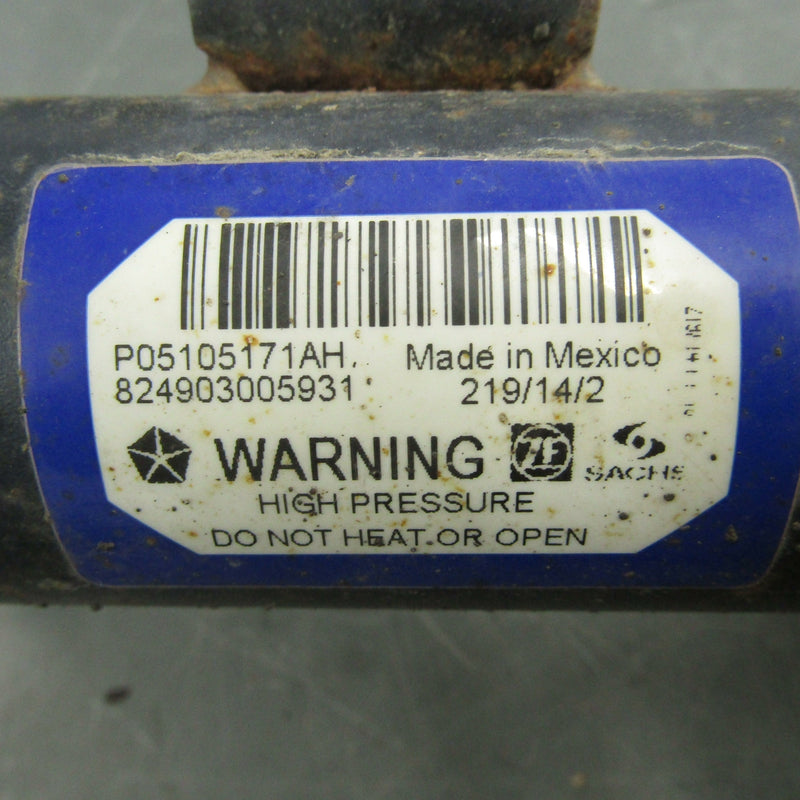 P05105171AH. Made in Mexico
824903005931 219/14/2
WARNING ZF SACHS
HIGH PRESSURE
DO NOT HEAT OR OPEN